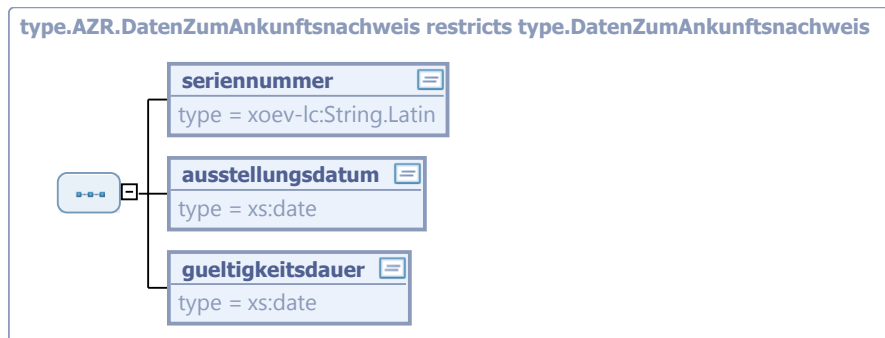 type.AZR.DatenZumAnkunftsnachweis restricts type.DatenZumAnkunftsnachweis
seriennummer
type = xoev-lc:String.Latin
ausstellungsdatum
type = xs:date
gueltigkeitsdauer
type = xs:date